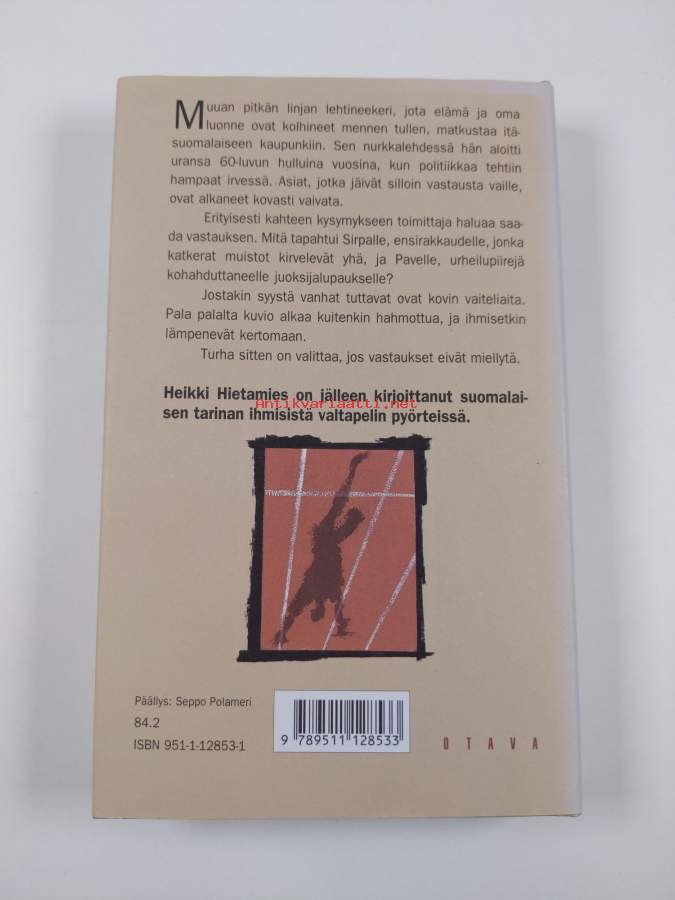 Muuan pitkän linjan lehtineekeri, jota elämä ja oma
luonne ovat kolhineet mennen tullen, matkustaa itä-
suomalaiseen kaupunkiin. Sen nurkkalehdessä hän aloitti
uransa 60-luvun hulluina vuosina, kun politiikkaa tehtiin
hampaat irvessä. Asiat, jotka jäivät silloin vastausta vaille,
ovat alkaneet kovasti vaivata.
Erityisesti kahteen kysymykseen toimittaja haluaa saa-
da vastauksen. Mitä tapahtui Sirpalle, ensirakkaudelle, jonka
katkerat muistot kirvelevät yhä, ja Pavelle, urheilupiirejä
kohahduttaneelle juoksijalupaukselle?
Jostakin syystä vanhat tuttavat ovat kovin vaiteliaita.
Pala palalta kuvio alkaa kuitenkin hahmottua, ja ihmisetkin
lämpenevät kertomaan.
Turha sitten on valittaa, jos vastaukset eivät miellytä.
Heikki Hietamies on jälleen kirjoittanut suomalai-
Antikvariaatti.net
sen tarinan ihmisistä valtapelin pyörteissä.
Päällys: Seppo Polameri
84.2
ISBN 951-1-12853-1
9 789511 128533
OTAVA